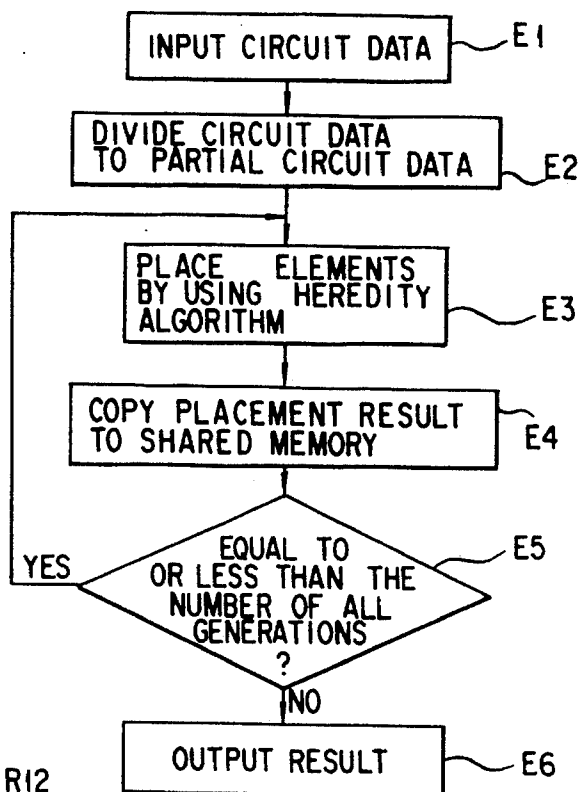 INPUT CIRCUIT DATA
E1
DIVIDE CIRCUIT DATA
TO PARTIAL CIRCUIT DATA
E2
PLACE ELEMENTS
BY USING HEREDITY
ALGORITHM
E3
COPY PLACEMENT RESULT
TO SHARED MEMORY
E4
EQUAL TO
OR LESS THAN THE
NUMBER OF ALL
GENERATIONS
?
E5
YES
NO
OUTPUT RESULT
E6
R12